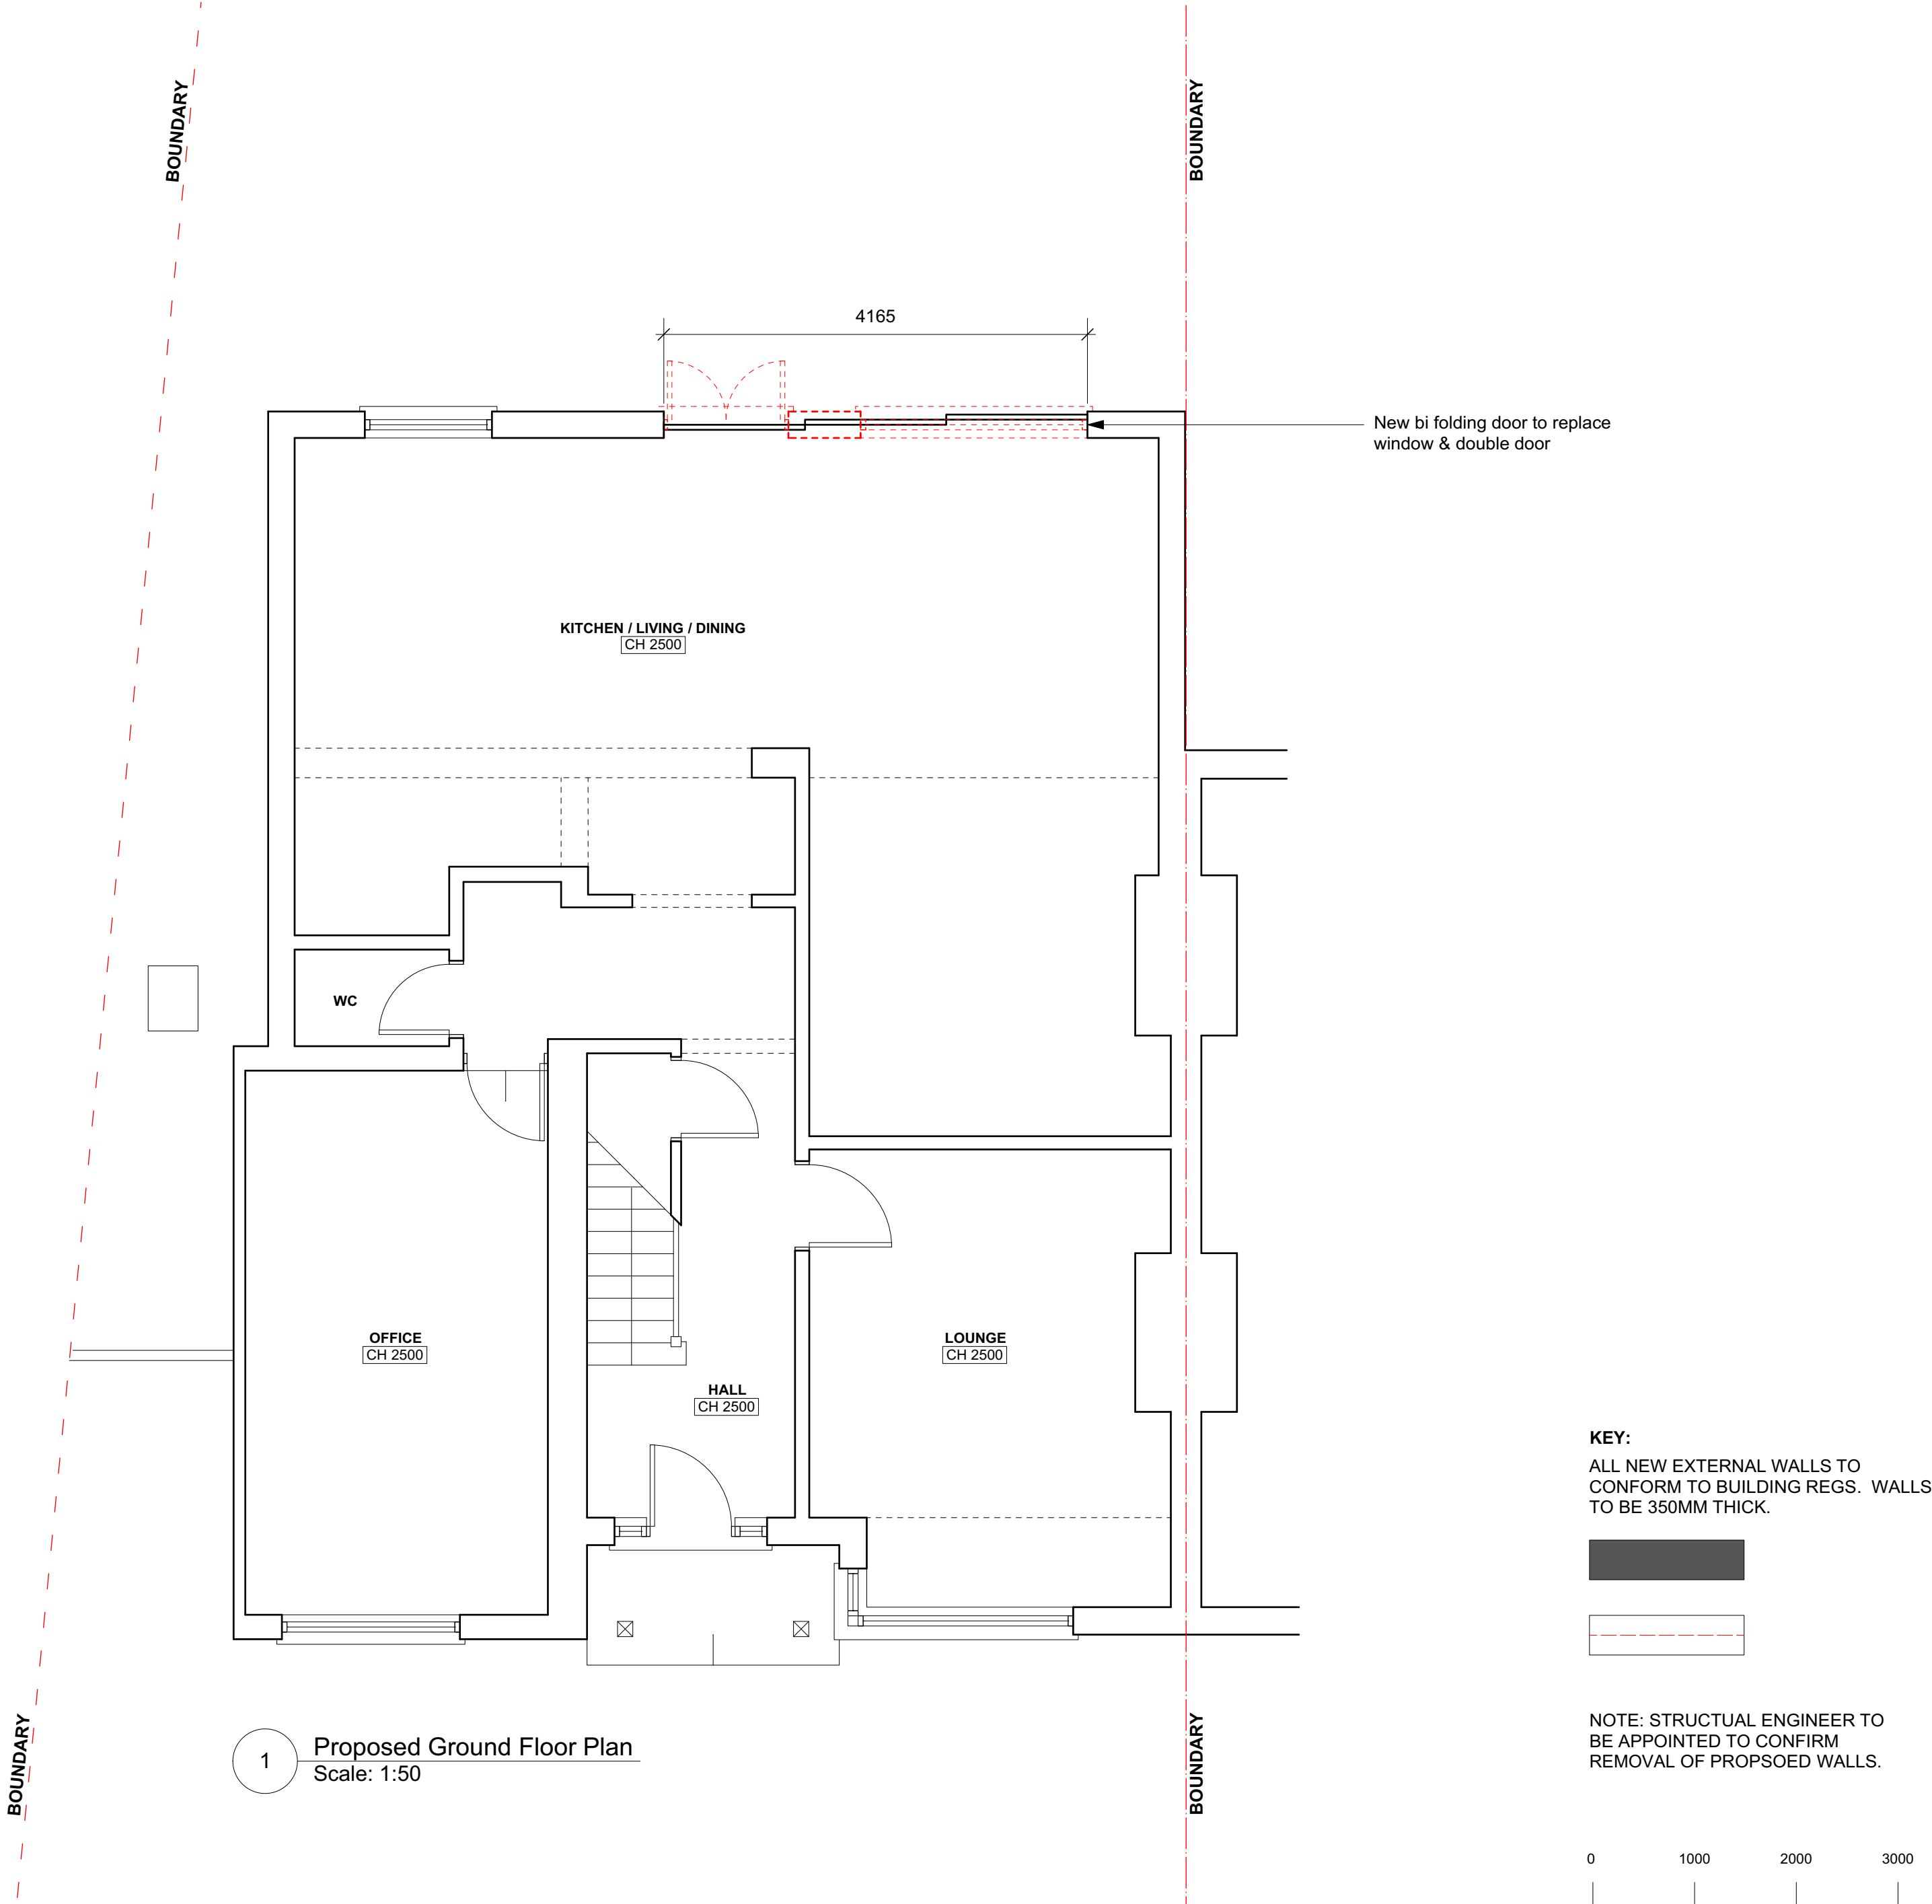 BOUNDARY
BOUNDARY
4165
New bi folding door to replace
window & double door
KITCHEN / LIVING / DINING
CH 2500
WC
OFFICE
CH 2500
LOUNGE
CH 2500
HALL
CH 2500
KEY:
ALL NEW EXTERNAL WALLS TO
CONFORM TO BUILDING REGS. WALLS
TO BE 350MM THICK.
NOTE: STRUCTUAL ENGINEER TO
BE APPOINTED TO CONFIRM
REMOVAL OF PROPSOED WALLS.
BOUNDARY
BOUNDARY
1
Proposed Ground Floor Plan
Scale: 1:50
0 1000 2000 3000